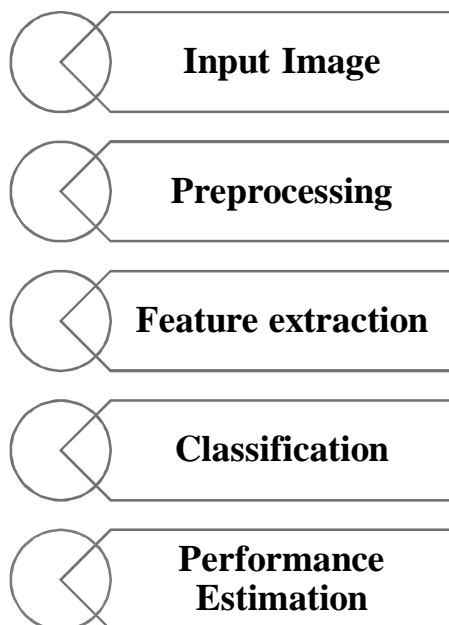 Input Image
Preprocessing
Feature extraction
Classification
Performance
Estimation